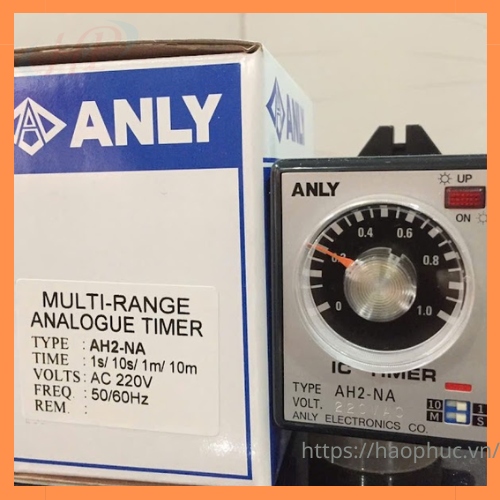 ANLY
ANLY
MULTI-RANGE
ANALOGUE TIMER
TYPE : AH2-NA
TIME : 1s/ 10s/ 1m/ 10m
VOLTS: AC 220V
FREQ : 50/60Hz
REM. :
ANLY
UP
ON
0 0.2 0.4 0.6 0.8 1.0
IC TIMER
TYPE AH2-NA
VOLT. 220VAC
10 1
M S
ANLY ELECTRONICS CO.
https://haophuc.vn/